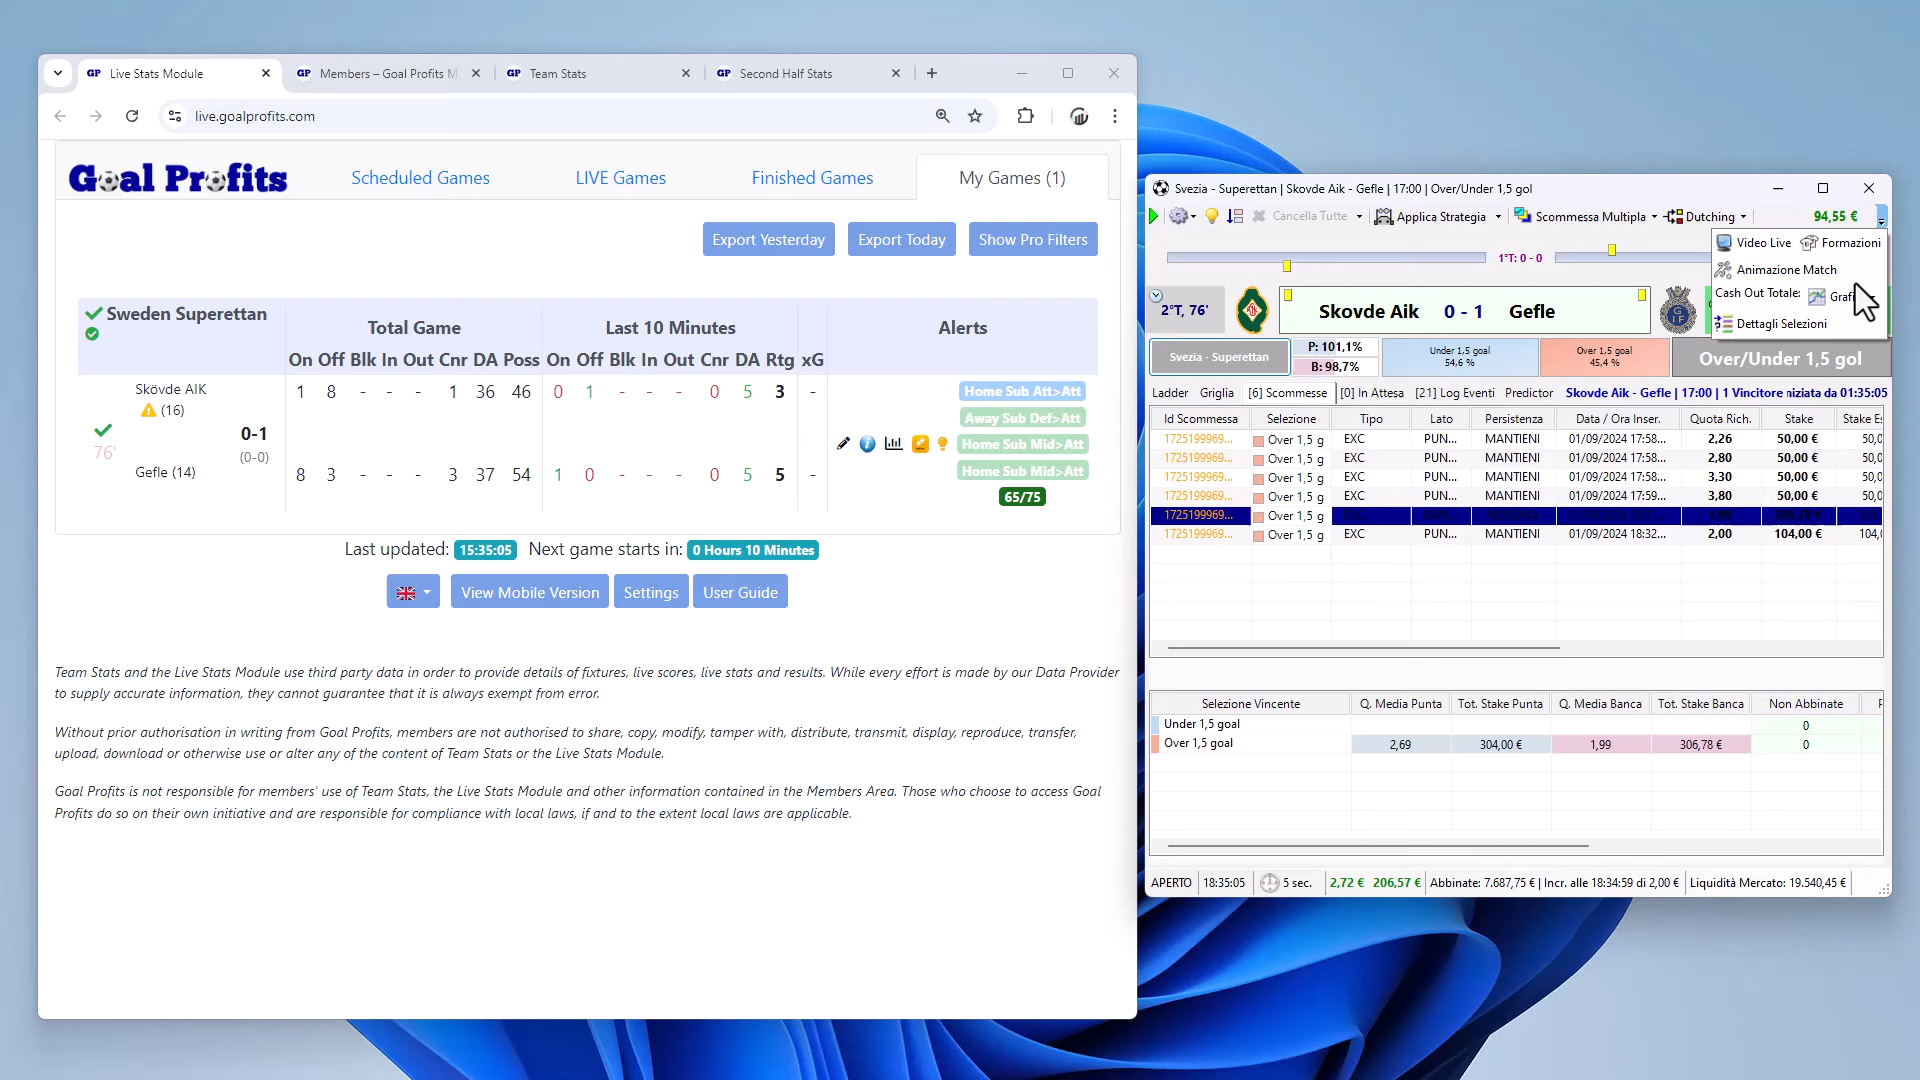 Live Stats Module
Members – Goal Profits M
Team Stats
Second Half Stats
live.goalprofits.com
Goal Profits
Scheduled Games
LIVE Games
Finished Games
My Games (1)
Export Yesterday
Export Today
Show Pro Filters
Sweden Superettan
Total Game
Last 10 Minutes
Alerts
On Off Blk In Out Cnr DA Poss
On Off Blk In Out Cnr DA Rtg xG
Skövde AIK
(16)
1 8 - - - 1 36 46
0 1 - - - 0 5 3 -
76'
0-1
(0-0)
Gefle (14)
8 3 - - - 3 37 54
1 0 - - - 0 5 5 -
Home Sub Att>Att
Away Sub Def>Att
Home Sub Mid>Att
Home Sub Mid>Att
65/75
Last updated: 15:35:05 Next game starts in: 0 Hours 10 Minutes
View Mobile Version
Settings
User Guide
Team Stats and the Live Stats Module use third party data in order to provide details of fixtures, live scores, live stats and results. While every effort is made by our Data Provider
to supply accurate information, they cannot guarantee that it is always exempt from error.
Without prior authorisation in writing from Goal Profits, members are not authorised to share, copy, modify, tamper with, distribute, transmit, display, reproduce, transfer,
upload, download or otherwise use or alter any of the content of Team Stats or the Live Stats Module.
Goal Profits is not responsible for members' use of Team Stats, the Live Stats Module and other information contained in the Members Area. Those who choose to access Goal
Profits do so on their own initiative and are responsible for compliance with local laws, if and to the extent local laws are applicable.
Svezia - Superettan | Skovde Aik - Gefle | 17:00 | Over/Under 1,5 gol
Cancella Tutte
Applica Strategia
Scommessa Multipla
Dutching
94,55 €
Video Live
Formazioni
Animazione Match
Cash Out Totale:
Dettagli Selezioni
1°T: 0 - 0
2°T, 76'
Skovde Aik 0 - 1 Gefle
Svezia - Superettan
P: 101,1%
B: 98,7%
Under 1,5 goal
54,6 %
Over 1,5 goal
45,4 %
Over/Under 1,5 gol
Ladder Griglia [6] Scommesse [0] In Attesa [21] Log Eventi Predictor Skovde Aik - Gefle | 17:00 | 1 Vincitore niziata da 01:35:05
Id Scommessa Selezione Tipo Lato Persistenza Data / Ora Inser. Quota Rich. Stake Stake Es
1725199969... Over 1,5 g EXC PUN... MANTIENI 01/09/2024 17:58... 2,26 50,00 € 50,0
1725199969... Over 1,5 g EXC PUN... MANTIENI 01/09/2024 17:58... 2,80 50,00 € 50,0
1725199969... Over 1,5 g EXC PUN... MANTIENI 01/09/2024 17:59... 3,30 50,00 € 50,0
1725199969... Over 1,5 g EXC PUN... MANTIENI 01/09/2024 17:59... 3,80 50,00 € 50,0
1725199969... Over 1,5 g
1725199969... Over 1,5 g EXC PUN... MANTIENI 01/09/2024 18:32... 2,00 104,00 € 104,
Selezione Vincente Q. Media Punta Tot. Stake Punta Q. Media Banca Tot. Stake Banca Non Abbinate
Under 1,5 goal 0
Over 1,5 goal 2,69 304,00 € 1,99 306,78 € 0
APERTO 18:35:05 5 sec. 2,72 € 206,57 € Abbinate: 7.687,75 € | Incr. alle 18:34:59 di 2,00 € Liquidità Mercato: 19.540,45 €